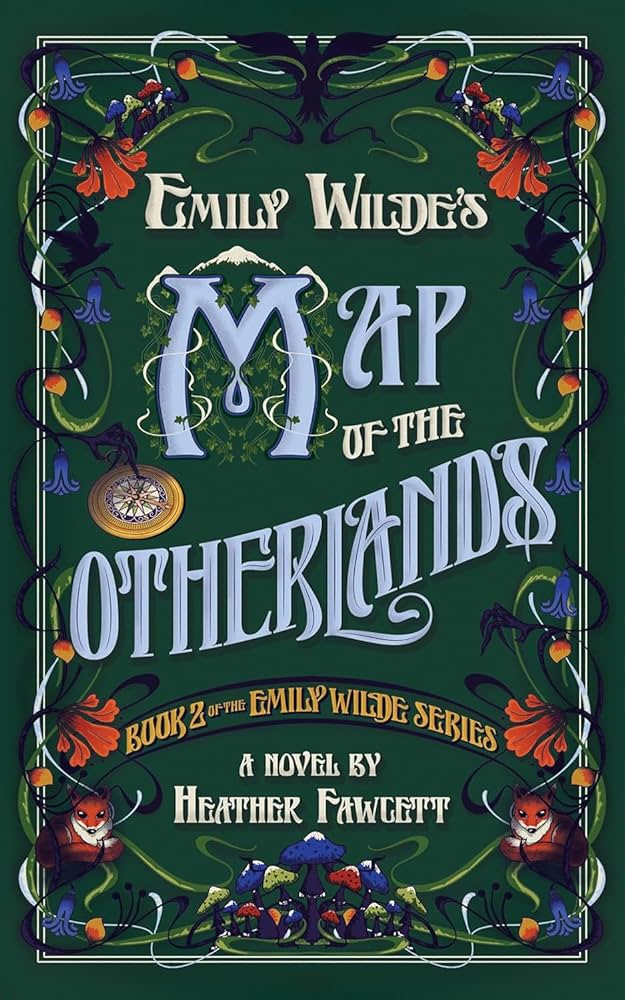 EMILY WILDE'S
MAP
OF THE
OTHERLANDS
BOOK 2 OF THE EMILY WILDE SERIES
A NOVEL BY
HEATHER FAWCETT